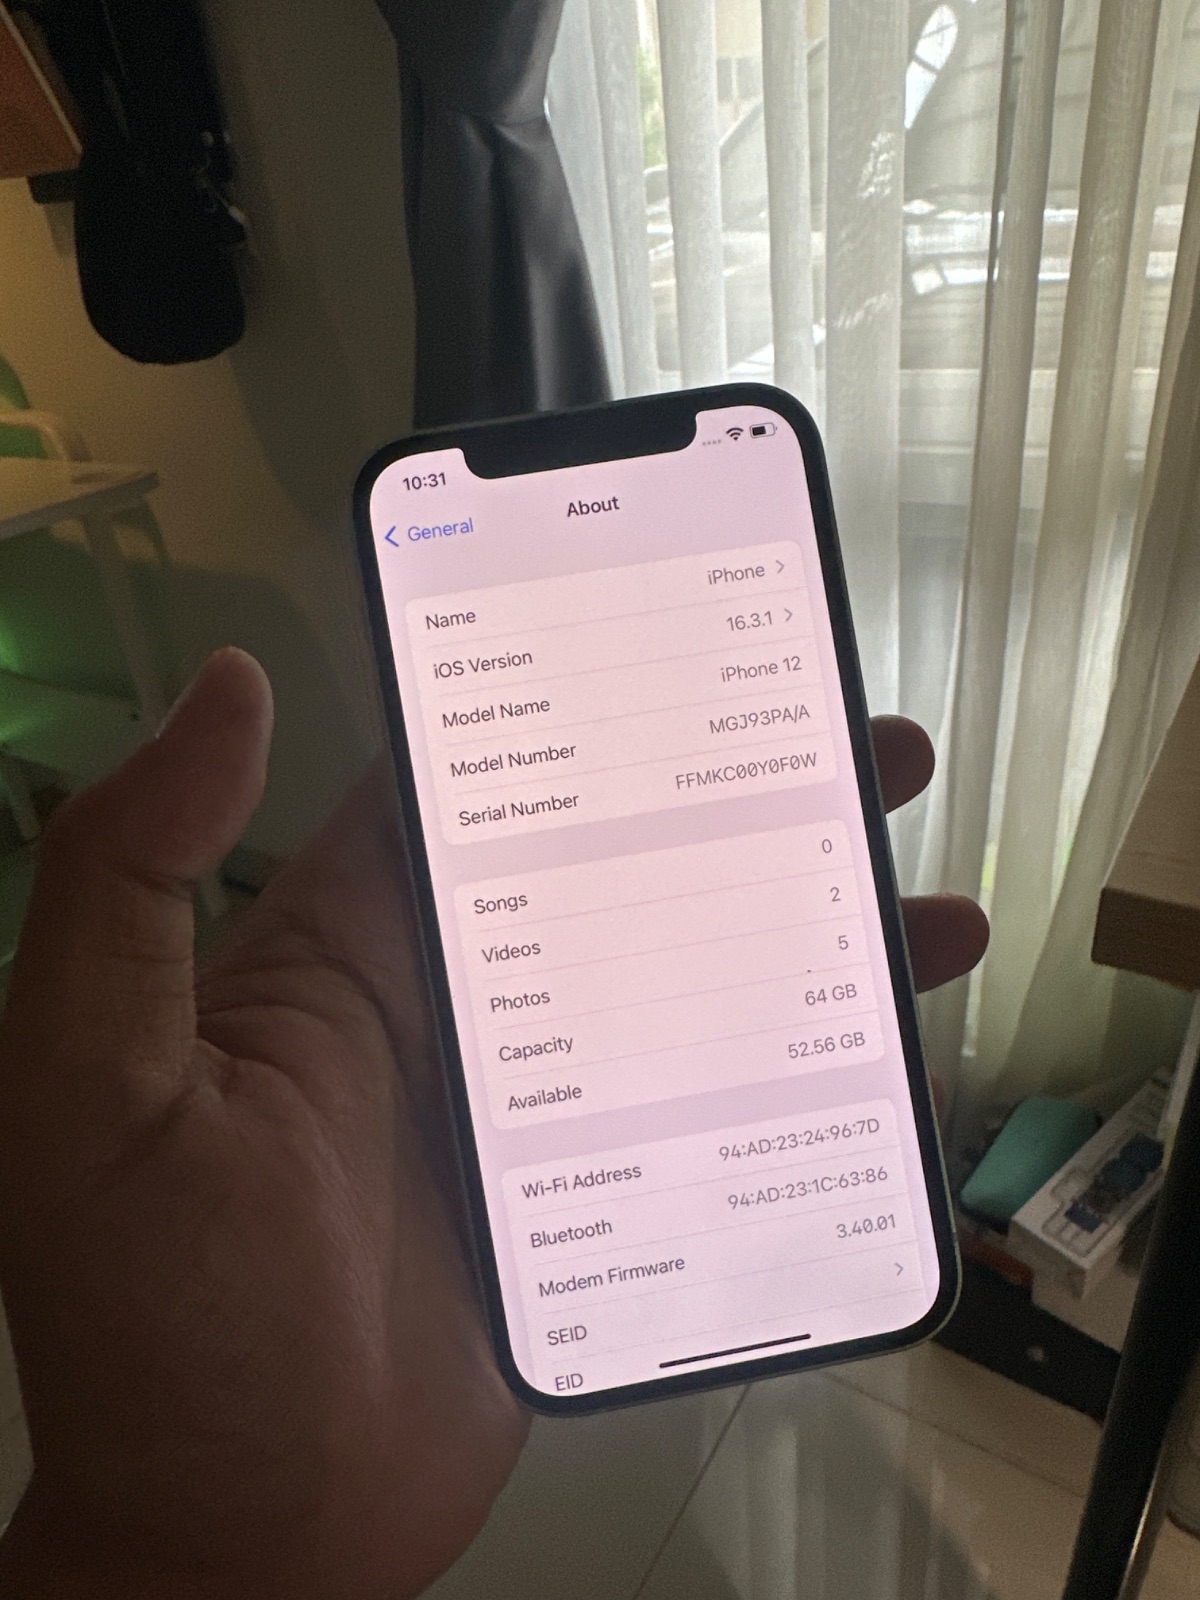 10:31
General
About
Name iPhone
iOS Version 16.3.1
Model Name iPhone 12
Model Number MGJ93PA/A
Serial Number FFMKC00Y0F0W
Songs 0
Videos 2
Photos 5
Capacity 64 GB
Available 52.56 GB
Wi-Fi Address 94:AD:23:24:96:7D
Bluetooth 94:AD:23:1C:63:86
Modem Firmware 3.40.01
SEID
EID